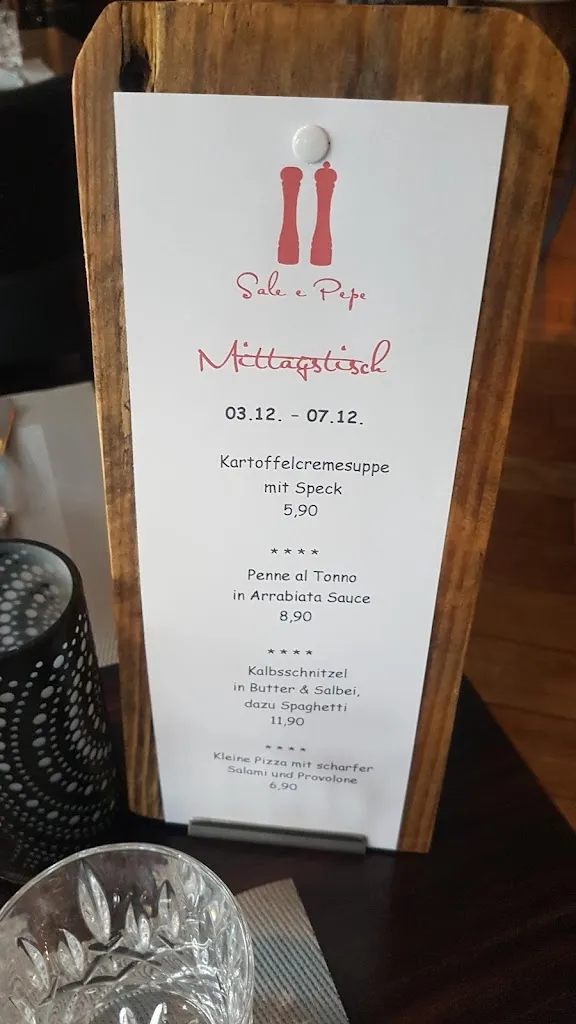 Sale e Pepe
Mittagstisch
03.12. - 07.12.
Kartoffelcremesuppe
mit Speck
5,90
****
Penne al Tonno
in Arrabiata Sauce
8,90
****
Kalbsschnitzel
in Butter & Salbei,
dazu Spaghetti
11,90
****
Kleine Pizza mit scharfer
Salami und Provolone
6,90